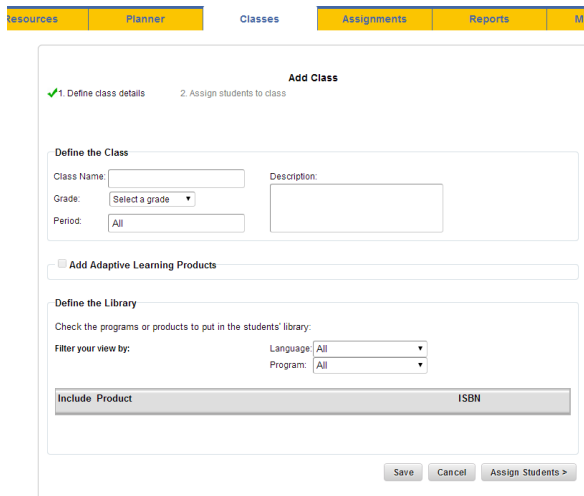 Resources Planner Classes Assignments Reports M
Add Class
1. Define class details 2. Assign students to class
Define the Class
Class Name: Description:
Grade: Select a grade
Period: All
Add Adaptive Learning Products
Define the Library
Check the programs or products to put in the students' library:
Filter your view by: Language: All
Program: All
Include Product ISBN
Save Cancel Assign Students >